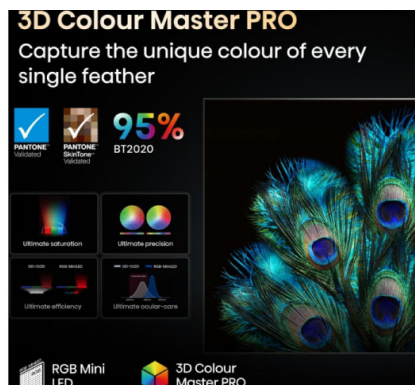 3D Colour Master PRO
Capture the unique colour of every
single feather
95%
BT2020
PANTONE
Validated
PANTONE
SkinTone
Validated
Ultimate saturation
Ultimate precision
Ultimate efficiency
Ultimate ocular-care
RGB Mini
LED
3D Colour
Master PRO